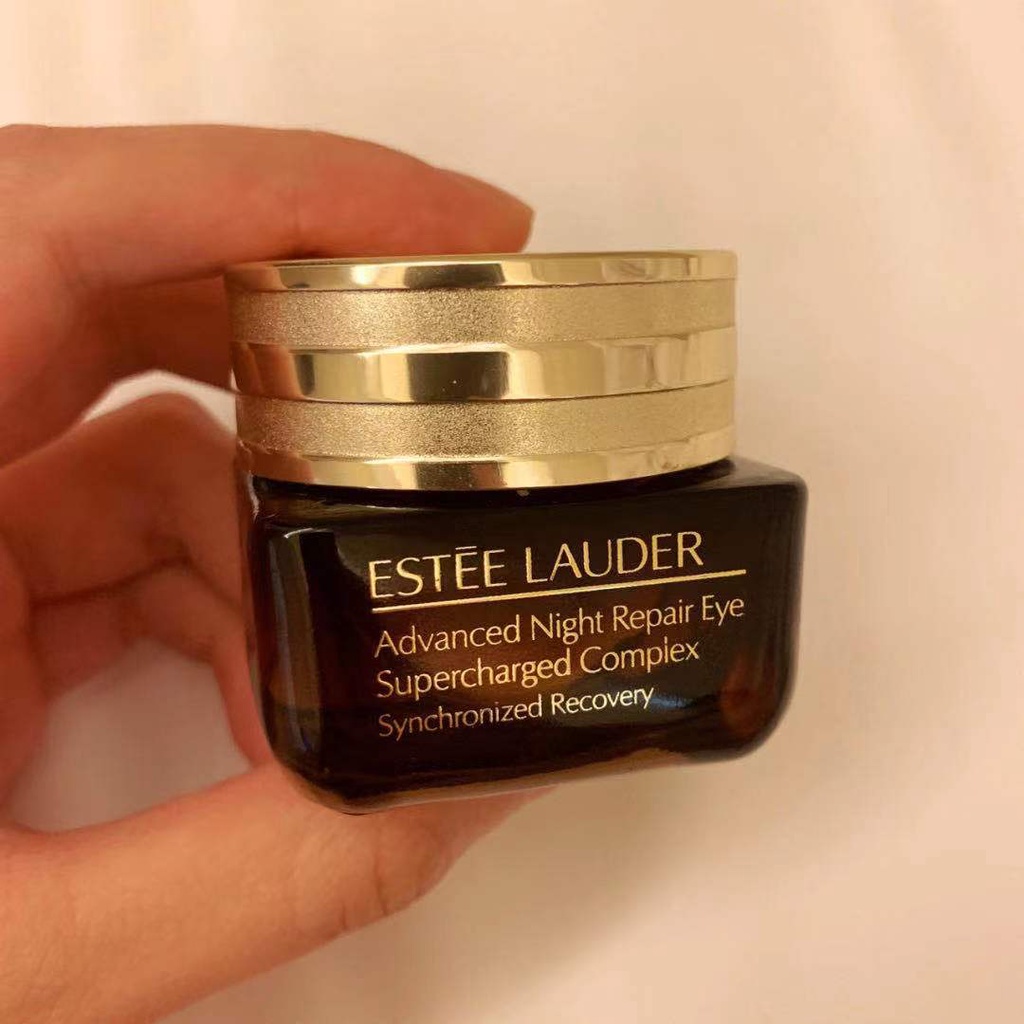 ESTĒE LAUDER
Advanced Night Repair Eye
Supercharged Complex
Synchronized Recovery